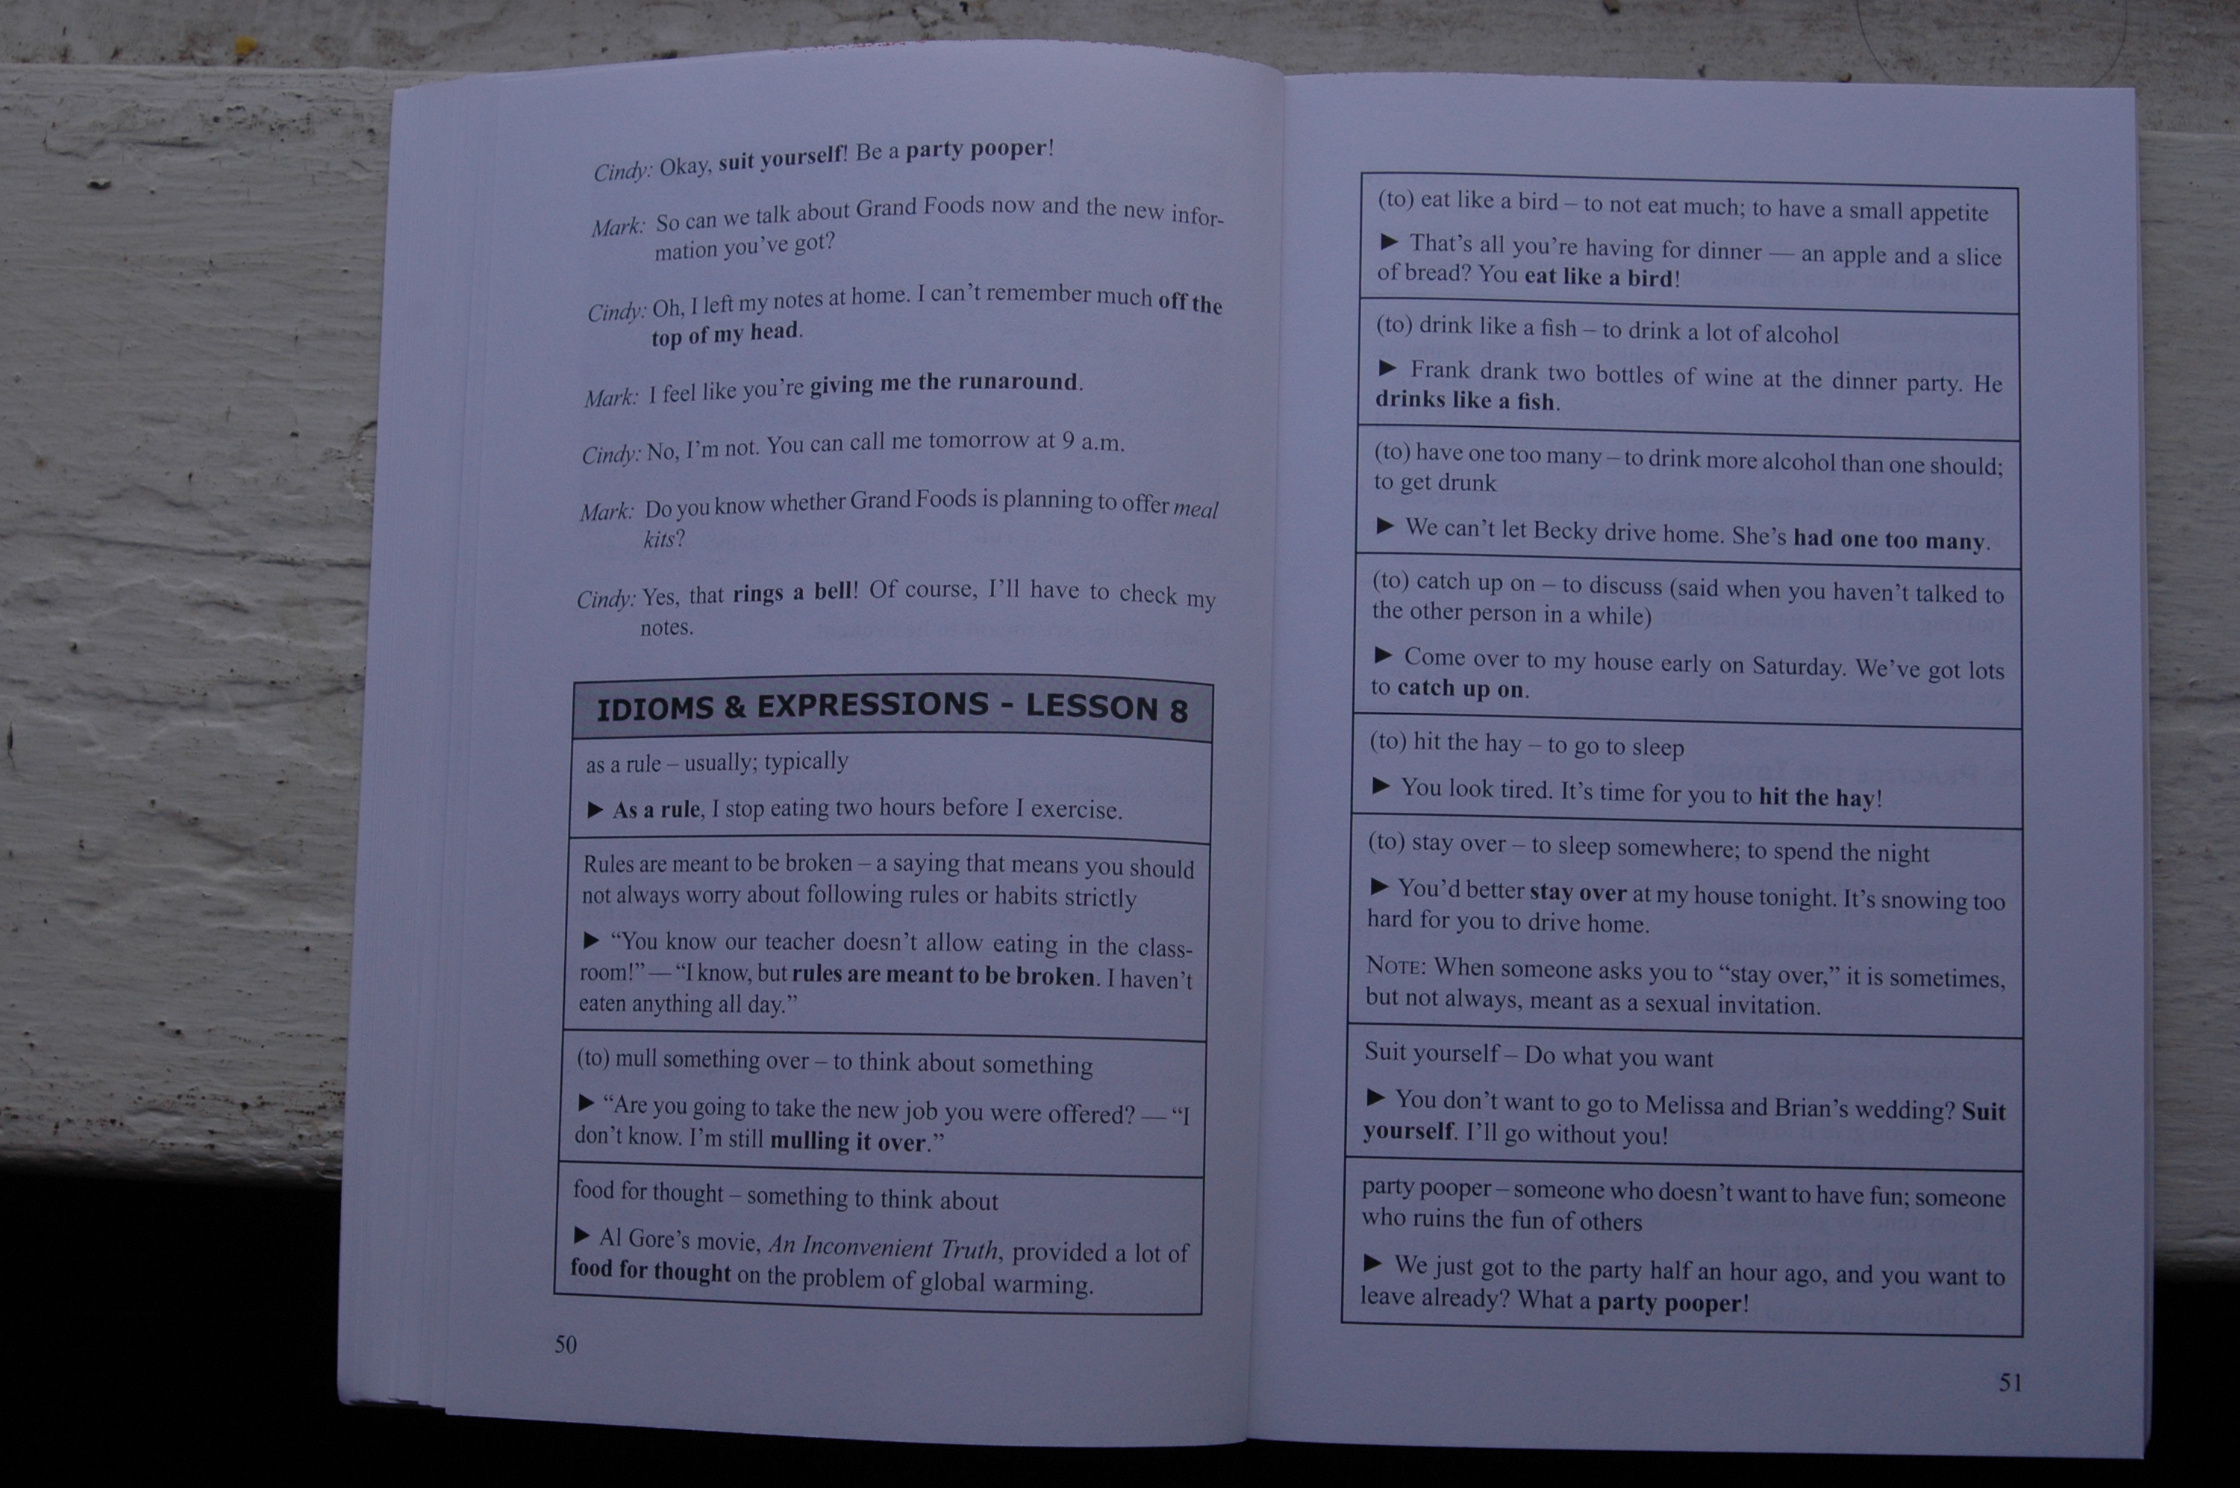 Cindy: Okay, suit yourself! Be a party pooper!
Mark: So can we talk about Grand Foods now and the new infor-
mation you've got?
Cindy: Oh, I left my notes at home. I can't remember much off the
top of my head.
Mark: I feel like you're giving me the runaround.
Cindy: No, I'm not. You can call me tomorrow at 9 a.m.
Mark: Do you know whether Grand Foods is planning to offer meal
kits?
Cindy: Yes, that rings a bell! Of course, I'll have to check my
notes.
IDIOMS & EXPRESSIONS - LESSON 8
as a rule – usually; typically
► As a rule, I stop eating two hours before I exercise.
Rules are meant to be broken – a saying that means you should
not always worry about following rules or habits strictly
► “You know our teacher doesn't allow eating in the class-
room!” — “I know, but rules are meant to be broken. I haven't
eaten anything all day.”
(to) mull something over – to think about something
► “Are you going to take the new job you were offered? — “I
don't know. I'm still mulling it over.”
food for thought – something to think about
► Al Gore's movie, An Inconvenient Truth, provided a lot of
food for thought on the problem of global warming.
50
(to) eat like a bird – to not eat much; to have a small appetite
► That's all you're having for dinner — an apple and a slice
of bread? You eat like a bird!
(to) drink like a fish – to drink a lot of alcohol
► Frank drank two bottles of wine at the dinner party. He
drinks like a fish.
(to) have one too many – to drink more alcohol than one should;
to get drunk
► We can't let Becky drive home. She's had one too many.
(to) catch up on – to discuss (said when you haven't talked to
the other person in a while)
► Come over to my house early on Saturday. We've got lots
to catch up on.
(to) hit the hay – to go to sleep
► You look tired. It's time for you to hit the hay!
(to) stay over – to sleep somewhere; to spend the night
► You'd better stay over at my house tonight. It's snowing too
hard for you to drive home.
NOTE: When someone asks you to “stay over,” it is sometimes,
but not always, meant as a sexual invitation.
Suit yourself – Do what you want
► You don't want to go to Melissa and Brian's wedding? Suit
yourself. I'll go without you!
party pooper – someone who doesn't want to have fun; someone
who ruins the fun of others
► We just got to the party half an hour ago, and you want to
leave already? What a party pooper!
51